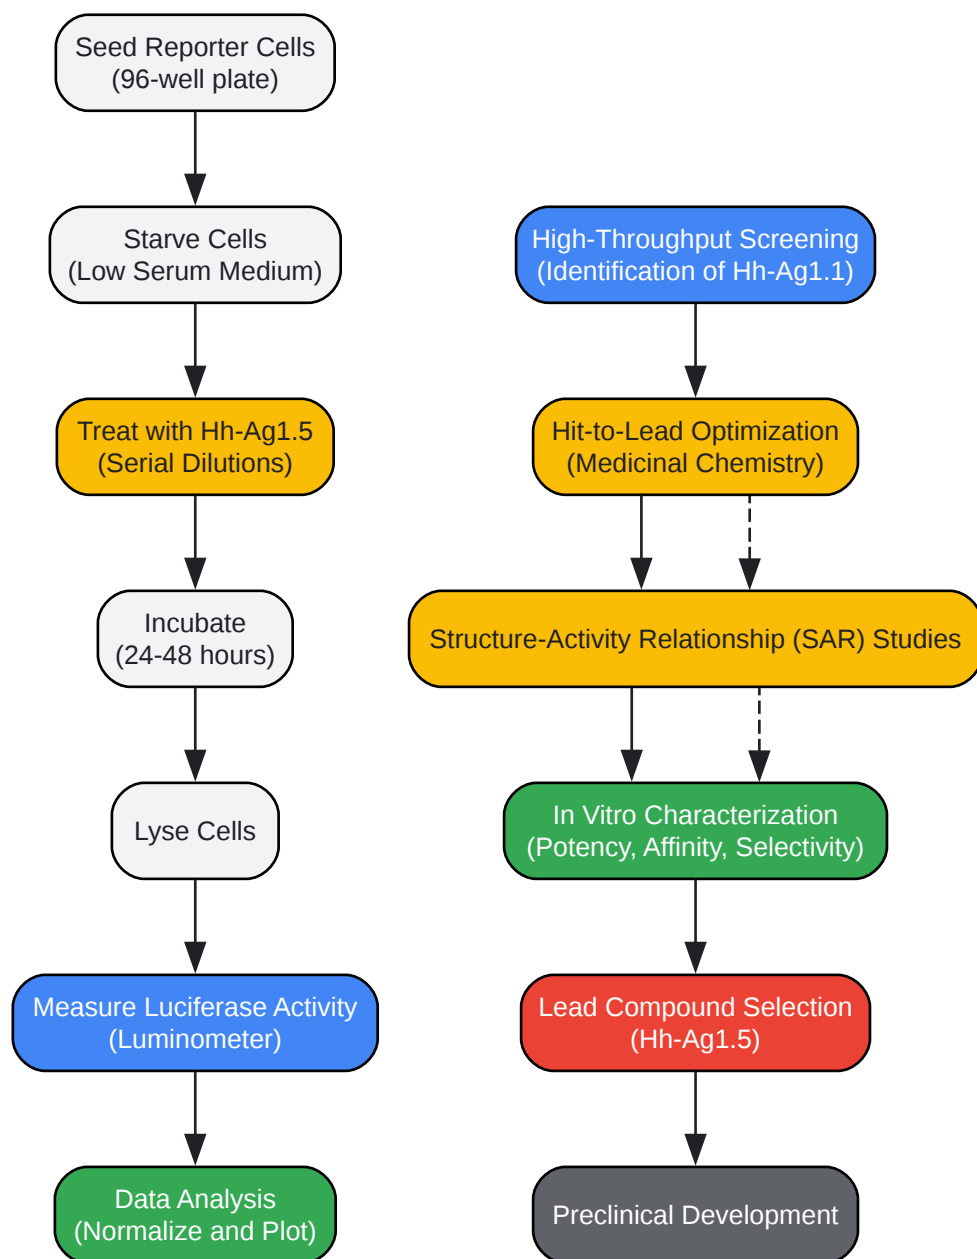 Seed Reporter Cells
(96-well plate)
Starve Cells
(Low Serum Medium)
Treat with Hh-Ag1.5
(Serial Dilutions)
Incubate
(24-48 hours)
Lyse Cells
Measure Luciferase Activity
(Luminometer)
Data Analysis
(Normalize and Plot)
High-Throughput Screening
(Identification of Hh-Ag1.1)
Hit-to-Lead Optimization
(Medicinal Chemistry)
Structure-Activity Relationship (SAR) Studies
In Vitro Characterization
(Potency, Affinity, Selectivity)
Lead Compound Selection
(Hh-Ag1.5)
Preclinical Development